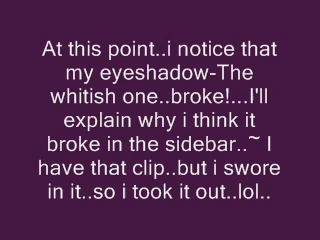 At this point..i notice that
my eyeshadow-The
whitish one..broke!...I'll
explain why i think it
broke in the sidebar..~ I
have that clip..but i swore
in it..so i took it out..lol..